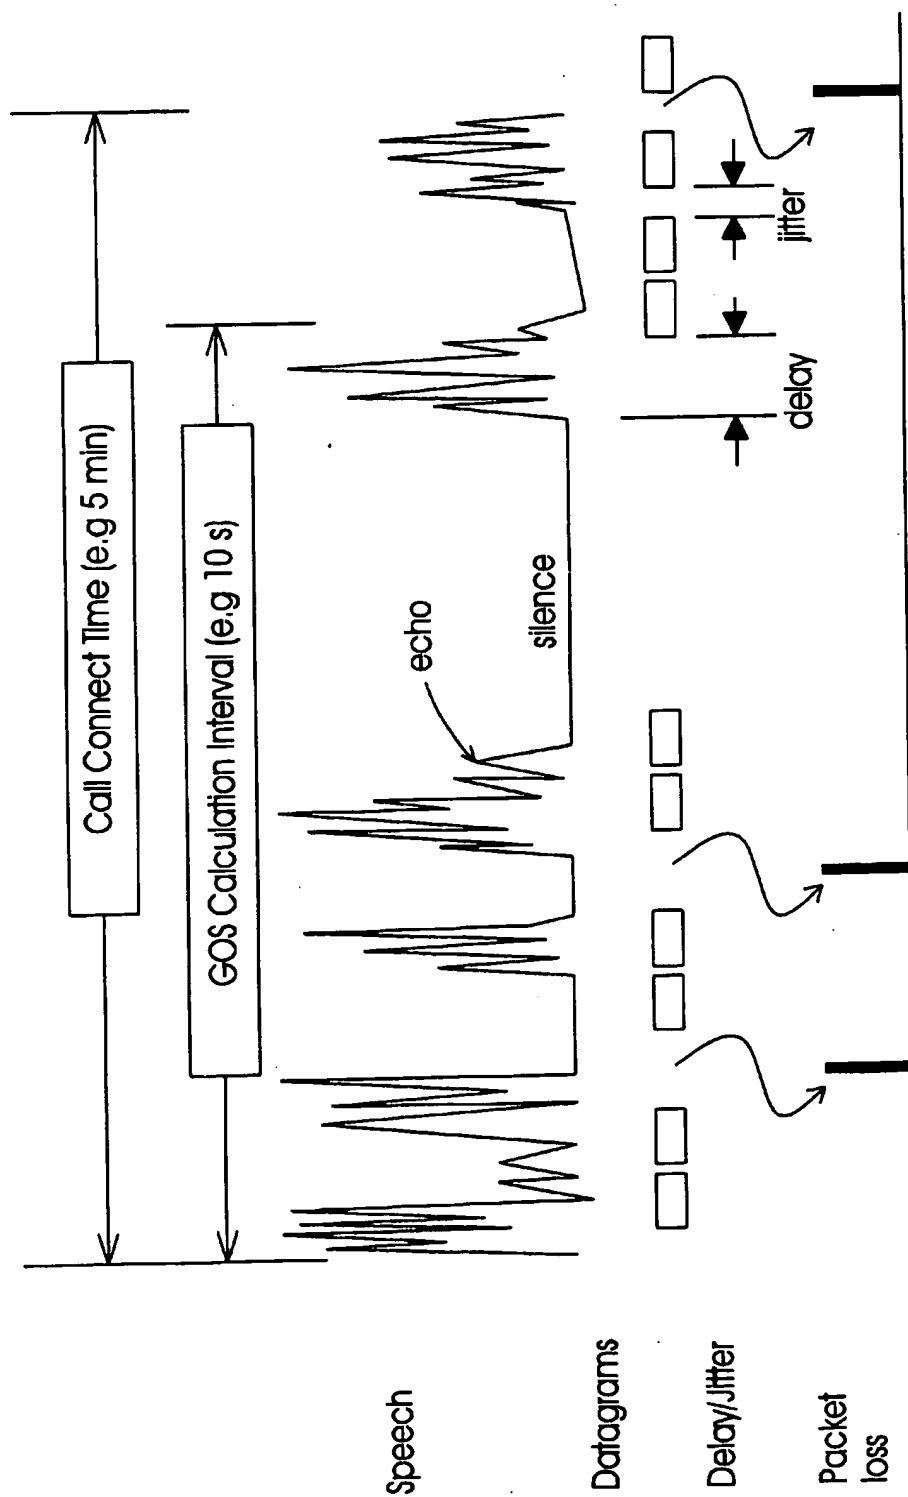 Call Connect Time (e.g 5 min)
GOS Calculation Interval (e.g 10 s)
Speech
echo
silence
Datagrams
Delay/Jitter
delay
jitter
Packet
loss